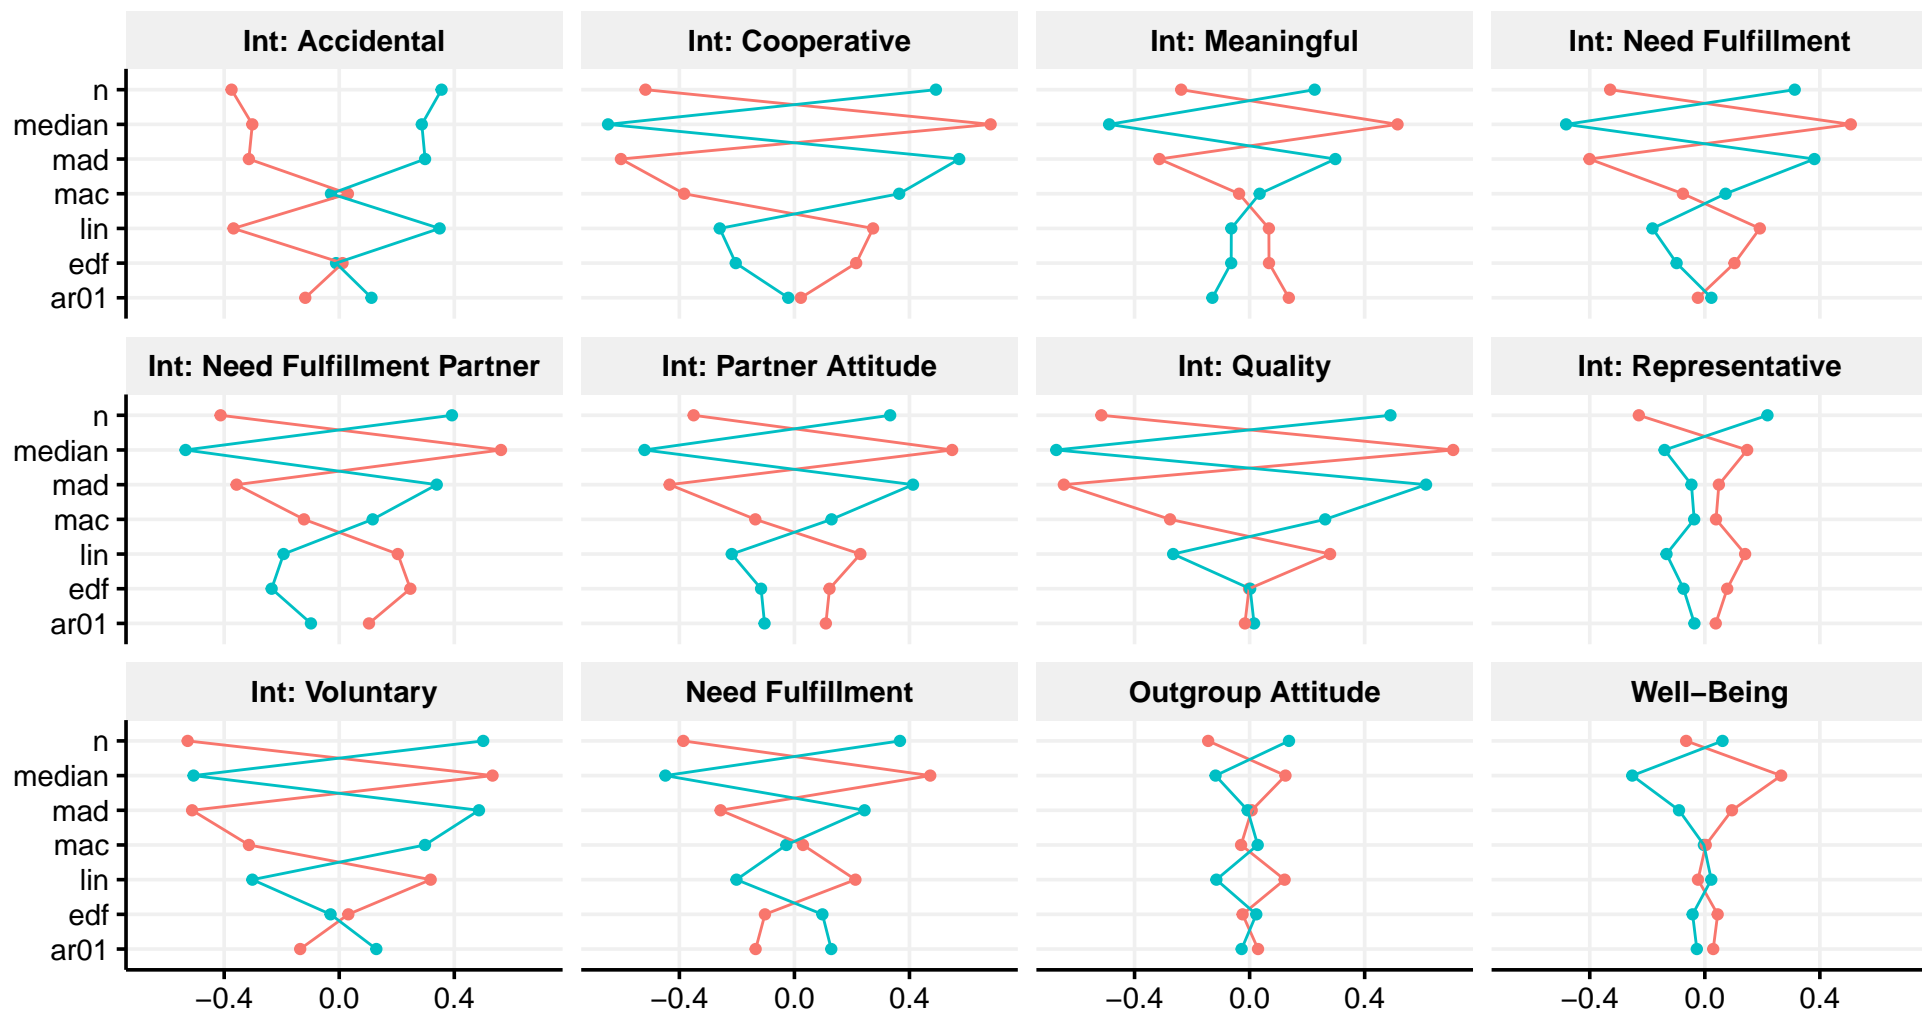 Int: Accidental Int: Cooperative Int: Meaningful Int: Need Fulfillment
n
median
mad
mac
lin
edf
ar01
Int: Need Fulfillment Partner Int: Partner Attitude Int: Quality Int: Representative
n
median
mad
mac
lin
edf
ar01
Int: Voluntary Need Fulfillment Outgroup Attitude Well−Being
n
median
mad
mac
lin
edf
ar01
−0.4 0.0 0.4 −0.4 0.0 0.4 −0.4 0.0 0.4 −0.4 0.0 0.4